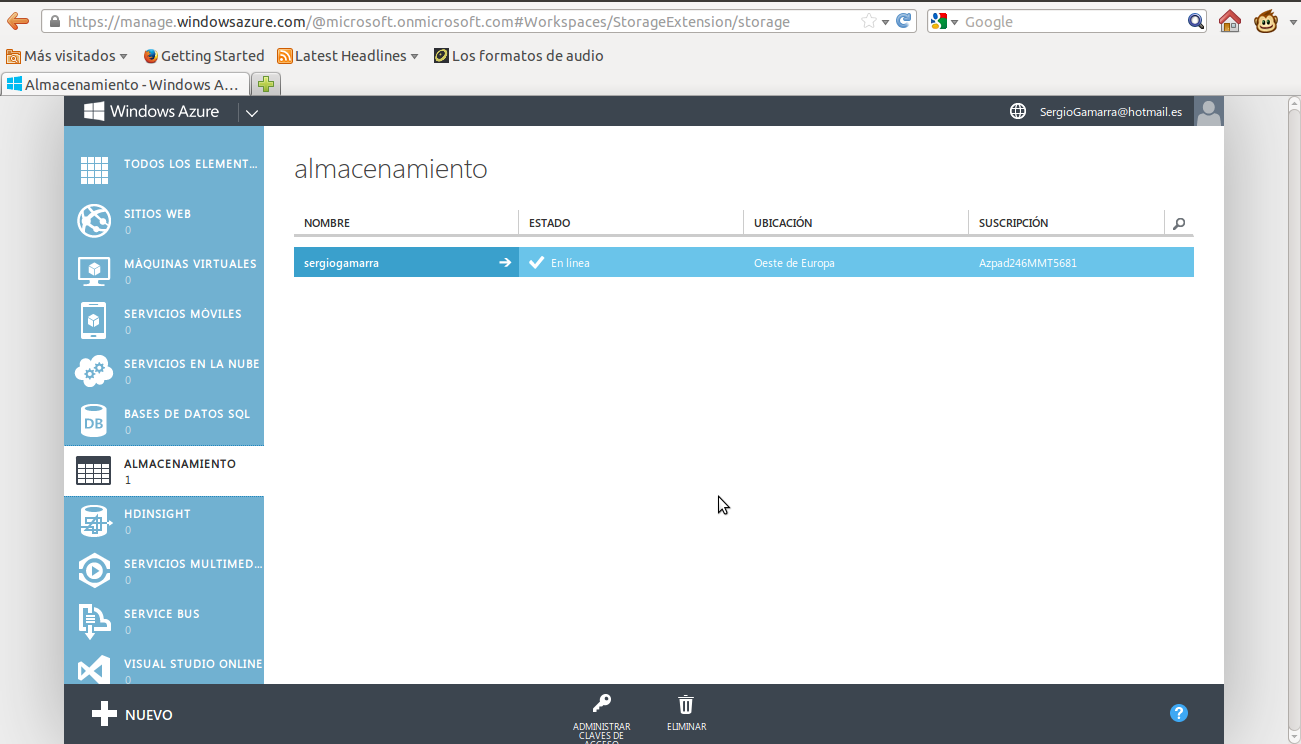 https://manage.windowsazure.com/@microsoft.onmicrosoft.com#Workspaces/StorageExtension/storage
Google
Más visitados
Getting Started
Latest Headlines
Los formatos de audio
Almacenamiento - Windows A...
Windows Azure
SergioGamarra@hotmail.es
TODOS LOS ELEMENT...
SITIOS WEB
0
MÁQUINAS VIRTUALES
0
SERVICIOS MÓVILES
0
SERVICIOS EN LA NUBE
0
DB
BASES DE DATOS SQL
0
ALMACENAMIENTO
1
HDINSIGHT
0
SERVICIOS MULTIMED...
0
SERVICE BUS
0
VISUAL STUDIO ONLINE
0
almacenamiento
NOMBRE ESTADO UBICACIÓN SUSCRIPCIÓN
sergiogamarra En línea Oeste de Europa Azpad246MMT5681
NUEVO
ADMINISTRAR
CLAVES DE
ACCESO
ELIMINAR
?